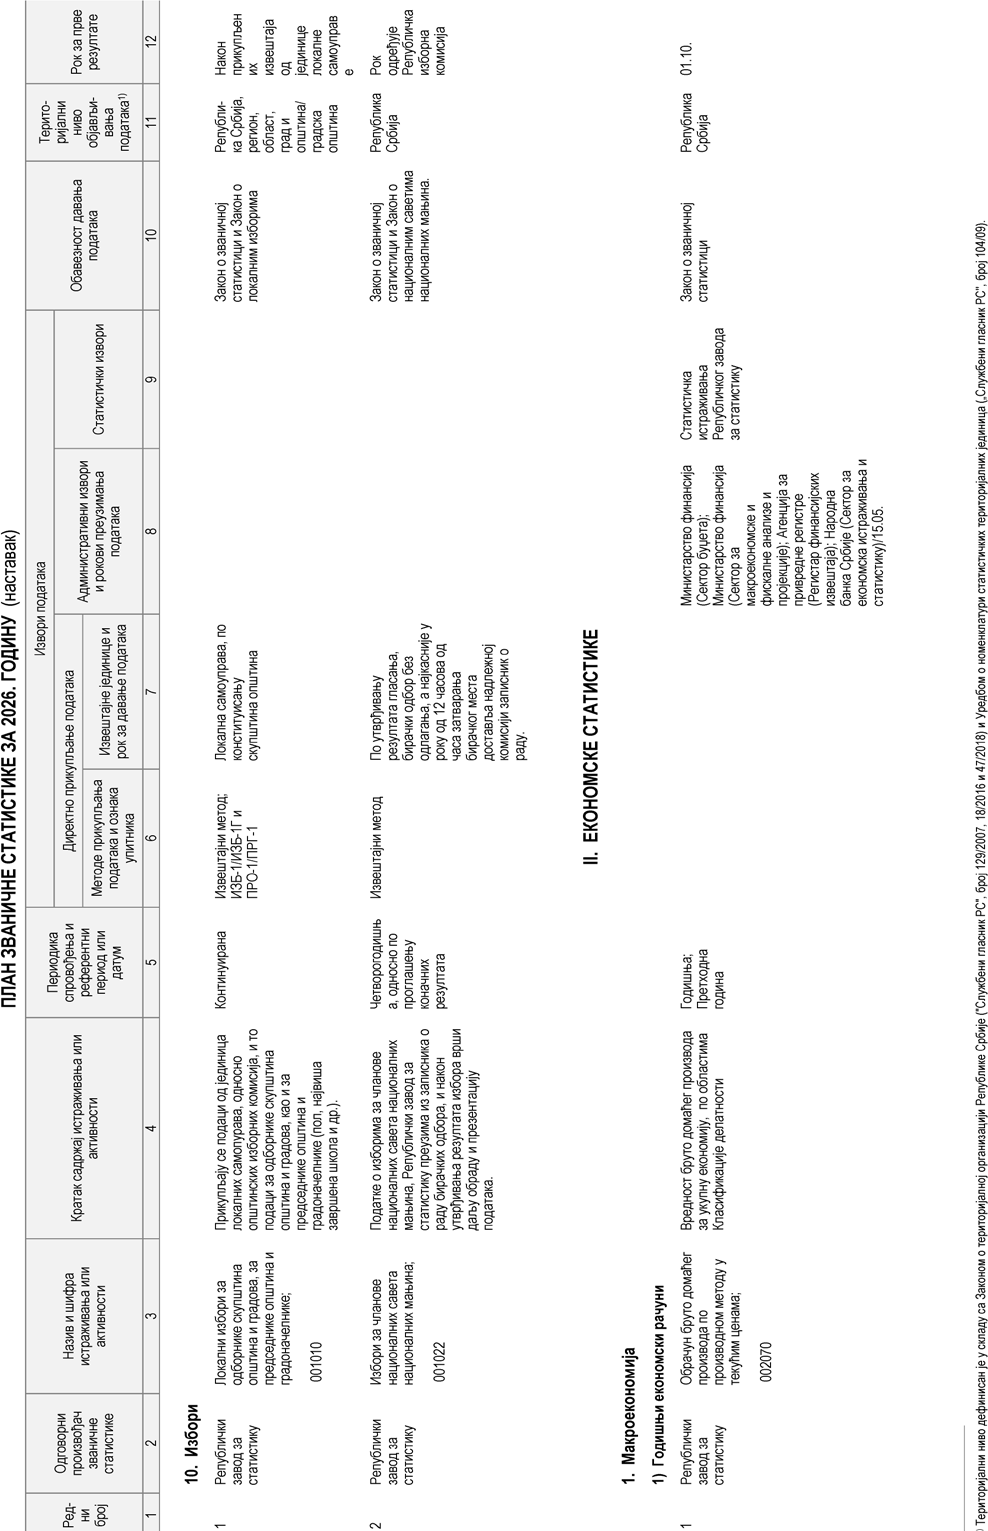 ПЛАН ЗВАНИЧНЕ СТАТИСТИКЕ ЗА 2026. ГОДИНУ (наставак)
Ред-
ни
број
Одговорни
произвођач
званичне
статистике
Назив и шифра
истраживања или
активности
Кратак садржај истраживања или
активности
Периодика
спровођења и
референтни
период или
датум
Извори података
Директно прикупљање података
Методе прикупљања
података и ознака
упитника
Извештајне јединице и
рок за давање података
Административни извори
и рокови преузимања
података
Статистички извори
Обавезност давања
података
Терито-
ријални
ниво
објављи-
вања
података1)
Рок за прве
резултате
1 2 3 4 5 6 7 8 9 10 11 12
10. Избори
1
Републички
завод за
статистику
Локални избори за
одборнике скупштина
општина и градова, за
председнике општина и
градоначелнике;
001010
Прикупљају се подаци од јединица
локалних самопурава, односно
општинских изборних комисија, и то
подаци за одборнике скупштина
општина и градова, као и за
председнике општина и
градоначелнике (пол, највиша
завршена школа и др.).
Континуирана
Извештајни метод;
ИЗБ-1/ИЗБ-1Г и
ПРО-1/ПРГ-1
Локална самоуправа, по
конституисању
скупштина општина
Закон о званичној
статистици и Закон о
локалним изборима
Републи-
ка Србија,
регион,
област,
град и
општина/
градска
општина
Након
прикупљен
их
извештаја
од
јединице
локалне
самоуправ
е
2
Републички
завод за
статистику
Избори за чланове
националних савета
националних мањина;
001022
Податке о изборима за чланове
националних савета националних
мањина, Републички завод за
статистику преузима из записника о
раду бирачких одбора, и након
утврђивања резултата избора врши
даљу обраду и презентацију
података.
Четворогодишњ
а, односно по
проглашењу
коначних
резултата
Извештајни метод
По утврђивању
резултата гласања,
бирачки одбор без
одлагања, а најкасније у
року од 12 часова од
часа затварања
бирачког места
доставља надлежној
комисији записник о
раду.
Закон о званичној
статистици и Закон о
националним саветима
националних мањина.
Република
Србија
Рок
одређује
Републичка
изборна
комисија
II. ЕКОНОМСКЕ СТАТИСТИКЕ
1. Макроекономија
1) Годишњи економски рачуни
1
Републички
завод за
статистику
Обрачун бруто домаћег
производа по
производном методу у
текућим ценама;
002070
Вредност бруто домаћег производа
за укупну економију, по областима
Класификације делатности
Годишња;
Претходна
година
Министарство финансија
(Сектор буџета);
Министарство финансија
(Сектор за
макроекономске и
фискалне анализе и
пројекције); Агенција за
привредне регистре
(Регистар финансијских
извештаја); Народна
банка Србије (Сектор за
економска истраживања и
статистику)/15.05.
Статистичка
истраживања
Републичког завода
за статистику
Закон о званичној
статистици
Република
Србија
01.10.
Територијални ниво дефинисан је у складу са Законом о територијалној организацији Републике Србије ("Службени гласник РС", број 129/2007, 18/2016 и 47/2018) и Уредбом о номенклатури статистичких територијалних јединица („Службени гласник РС", број 104/09).